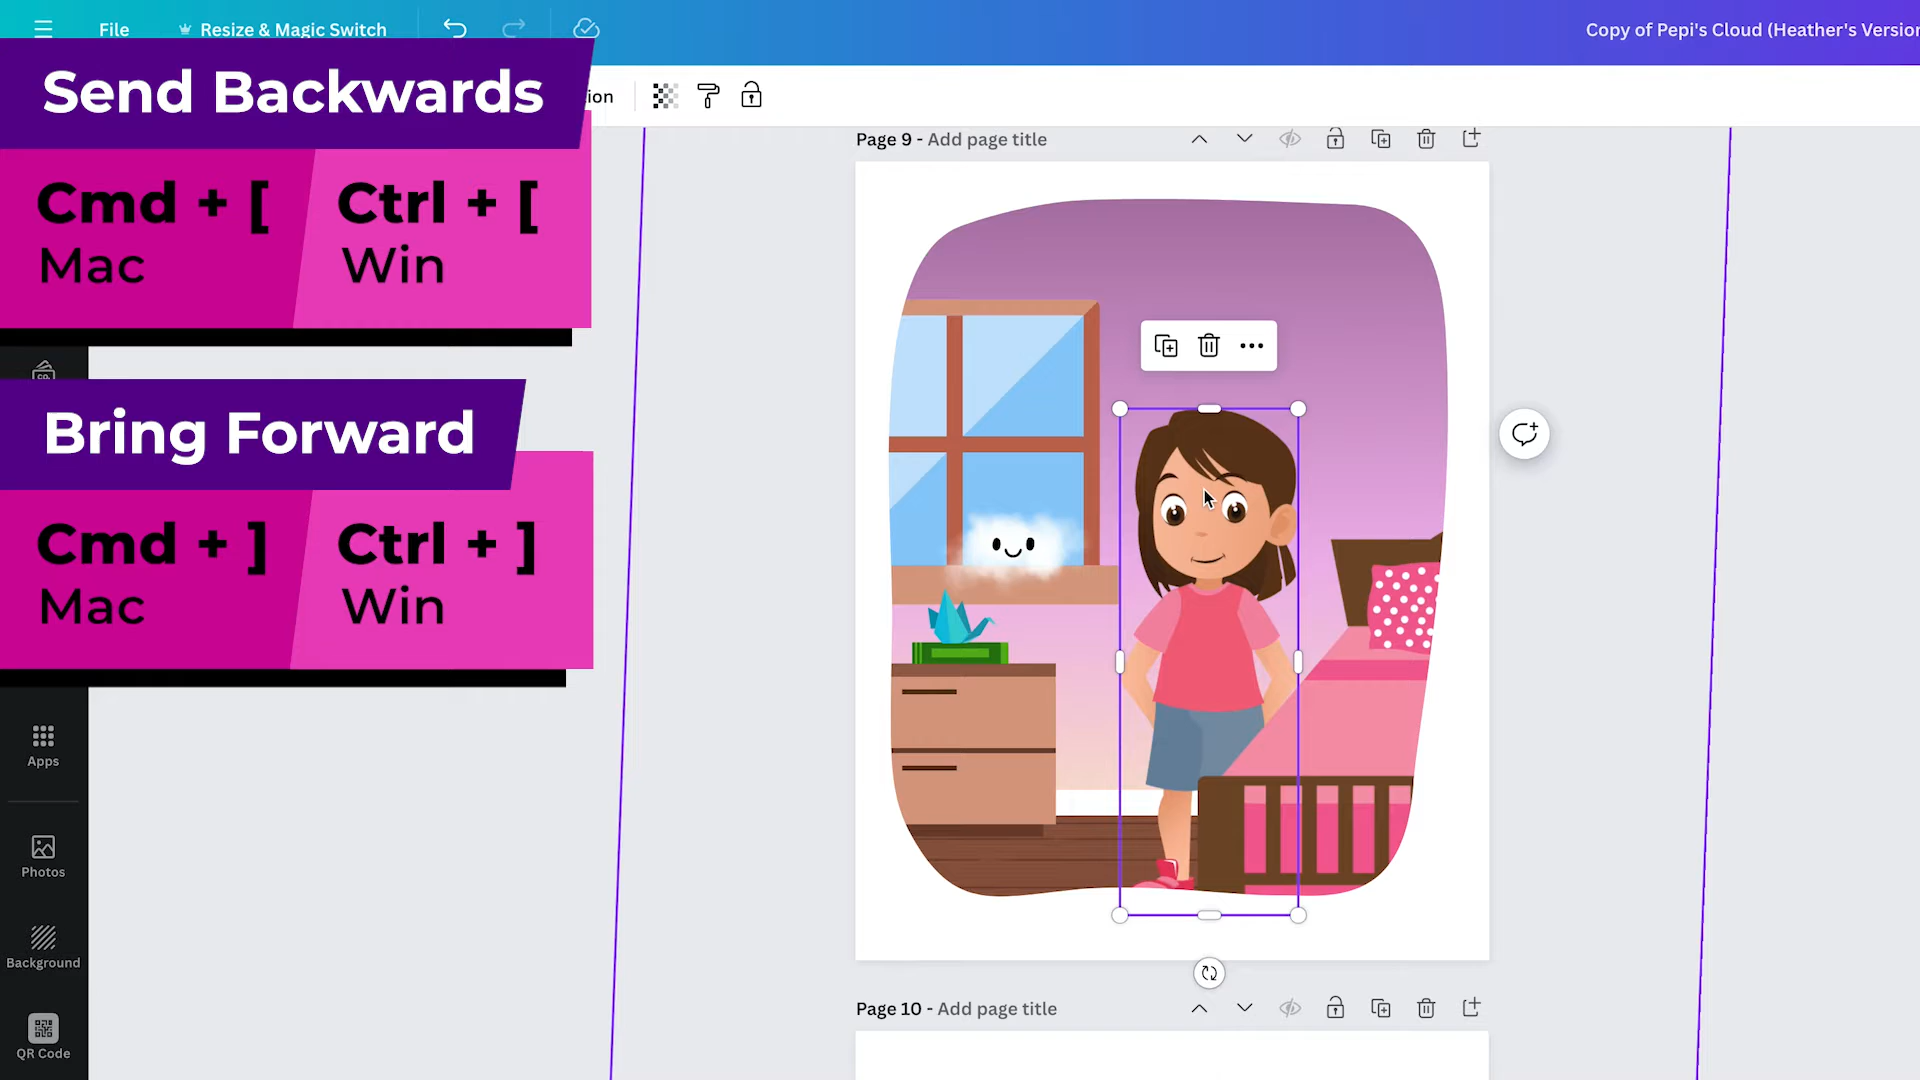 File
Resize & Magic Switch
Copy of Pepi's Cloud (Heather's Version
Send Backwards
Cmd + [
Mac
Ctrl + [
Win
Bring Forward
Cmd + ]
Mac
Ctrl + ]
Win
ion
Page 9 - Add page title
Apps
Photos
Background
QR Code
Page 10 - Add page title